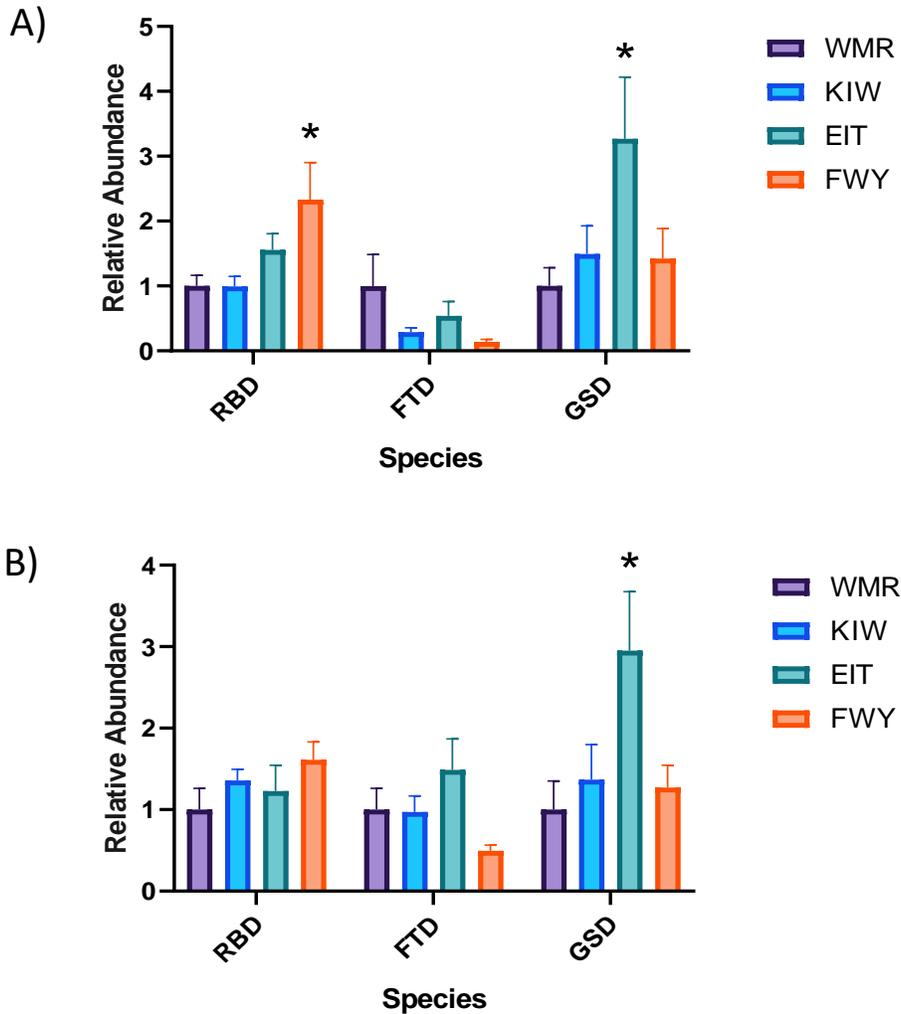 A)
5
4
3
2
1
0
Relative Abundance
*
*
RBD
FTD
GSD
Species
WMR
KIW
EIT
FWY
B)
4
3
2
1
0
Relative Abundance
*
RBD
FTD
GSD
Species
WMR
KIW
EIT
FWY